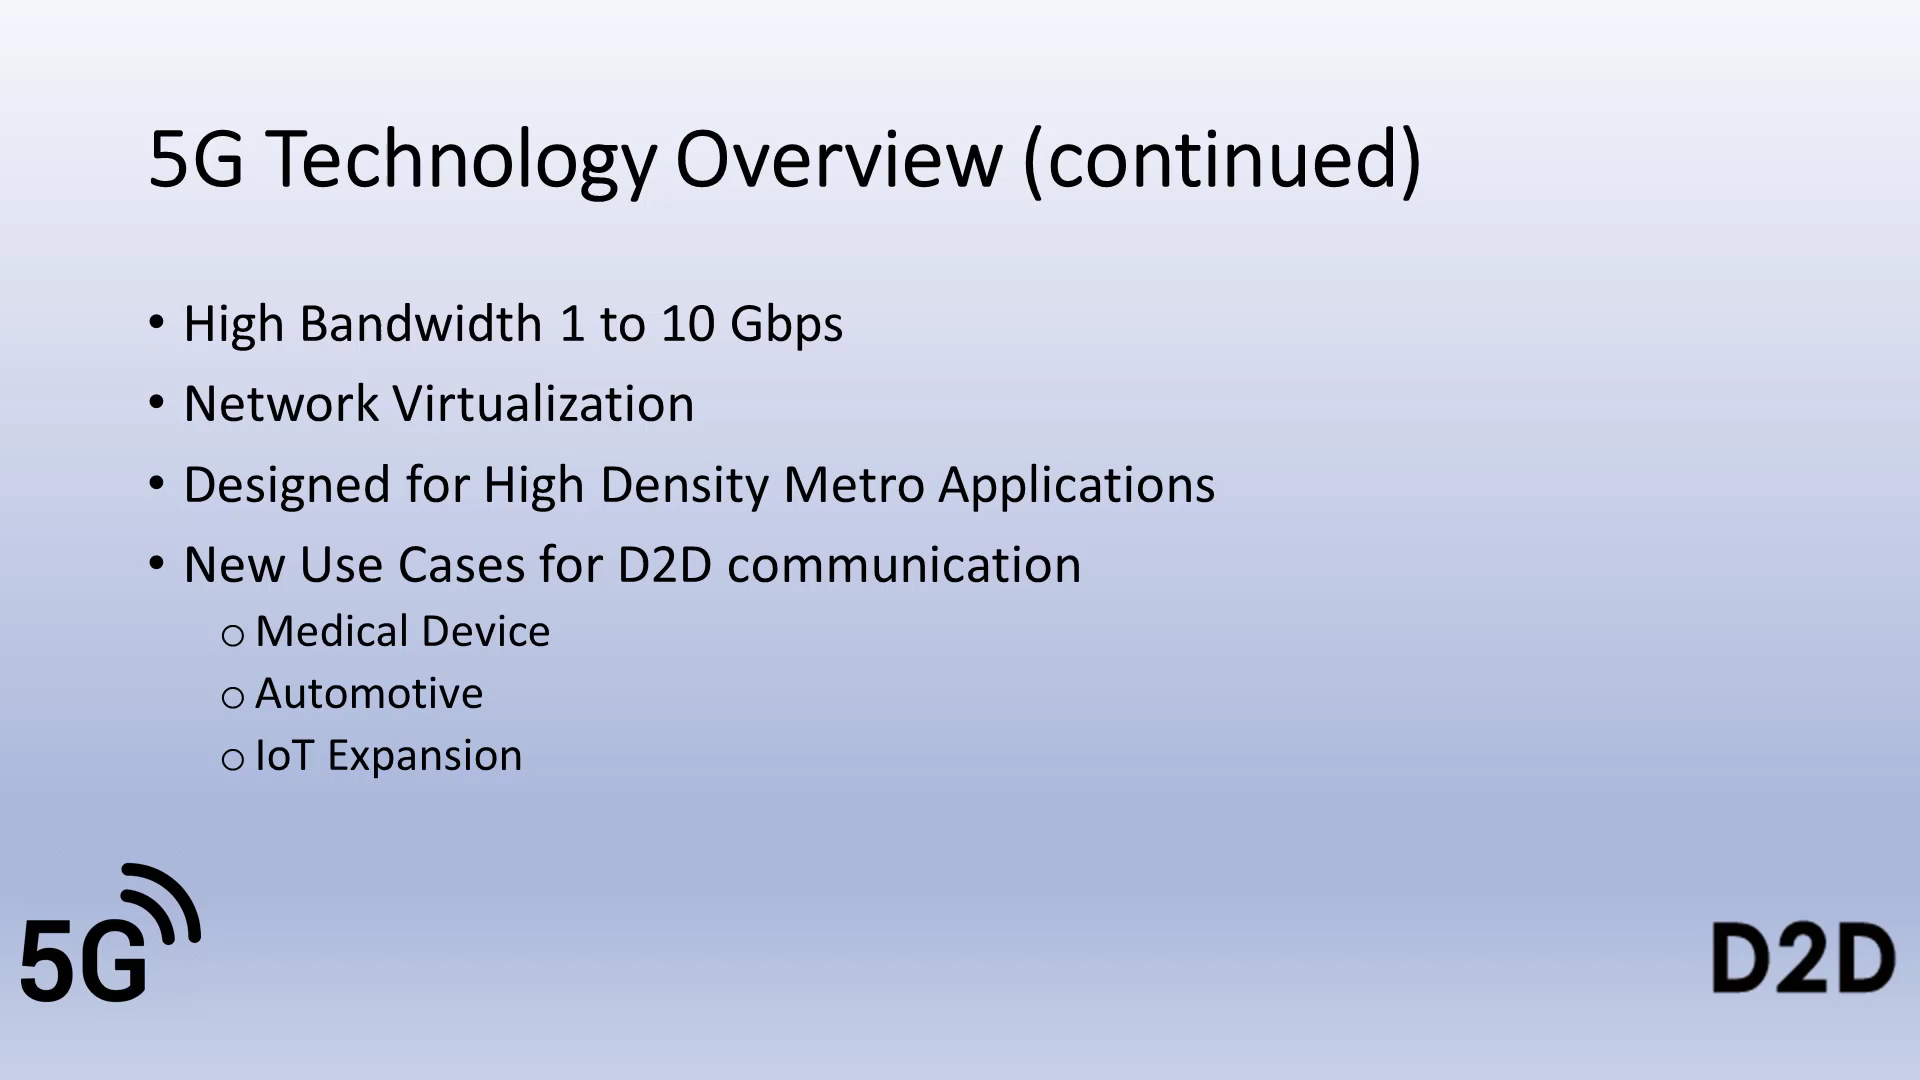 5G Technology Overview (continued)
• High Bandwidth 1 to 10 Gbps
• Network Virtualization
• Designed for High Density Metro Applications
• New Use Cases for D2D communication
o Medical Device
o Automotive
o IoT Expansion
5G
D2D